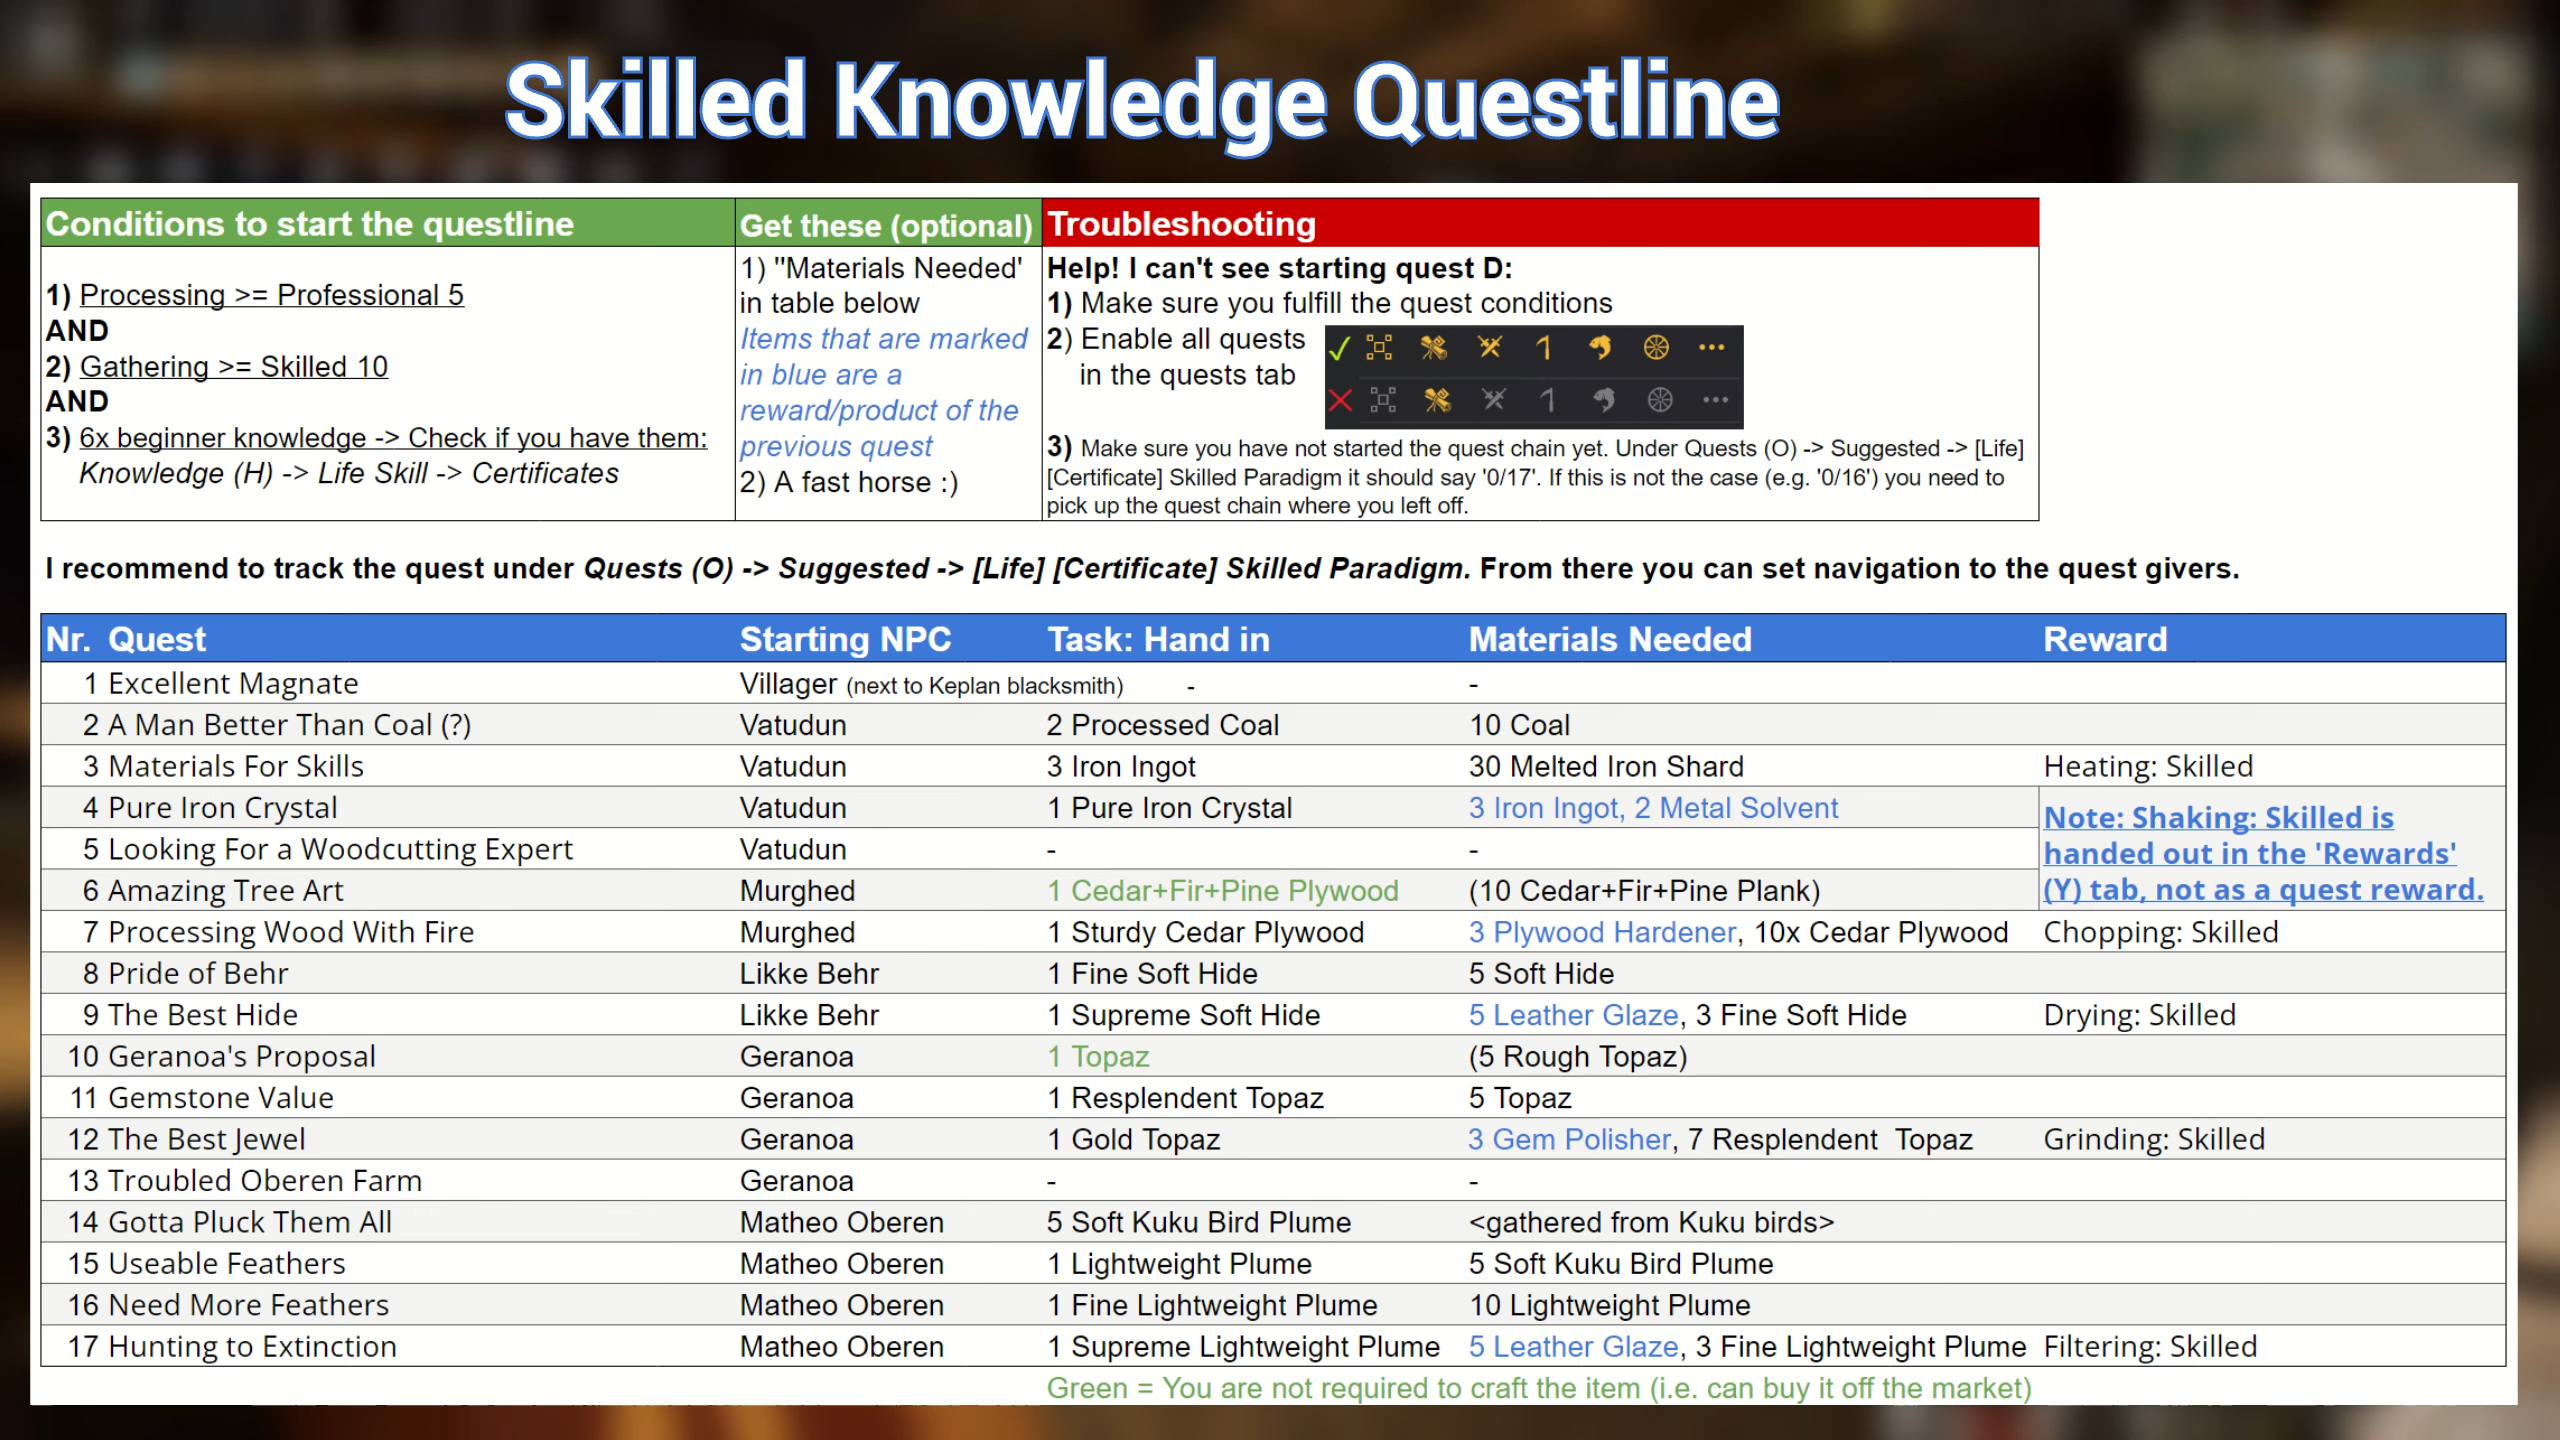 Skilled Knowledge Questline
Conditions to start the questline
1) Processing >= Professional 5
AND
2) Gathering >= Skilled 10
AND
3) 6x beginner knowledge -> Check if you have them:
Knowledge (H) -> Life Skill -> Certificates
Get these (optional)
1) "Materials Needed'
in table below
Items that are marked
in blue are a
reward/product of the
previous quest
2) A fast horse :)
Troubleshooting
Help! I can't see starting quest D:
1) Make sure you fulfill the quest conditions
2) Enable all quests
in the quests tab
3) Make sure you have not started the quest chain yet. Under Quests (O) -> Suggested -> [Life]
[Certificate] Skilled Paradigm it should say '0/17'. If this is not the case (e.g. '0/16') you need to
pick up the quest chain where you left off.
I recommend to track the quest under Quests (O) -> Suggested -> [Life] [Certificate] Skilled Paradigm. From there you can set navigation to the quest givers.
Nr. Quest Starting NPC Task: Hand in Materials Needed Reward
1 Excellent Magnate Villager (next to Keplan blacksmith) - -
2 A Man Better Than Coal (?) Vatudun 2 Processed Coal 10 Coal
3 Materials For Skills Vatudun 3 Iron Ingot 30 Melted Iron Shard Heating: Skilled
4 Pure Iron Crystal Vatudun 1 Pure Iron Crystal 3 Iron Ingot, 2 Metal Solvent
5 Looking For a Woodcutting Expert Vatudun - -
6 Amazing Tree Art Murghed 1 Cedar+Fir+Pine Plywood (10 Cedar+Fir+Pine Plank)
Note: Shaking: Skilled is
handed out in the 'Rewards'
(Y) tab, not as a quest reward.
7 Processing Wood With Fire Murghed 1 Sturdy Cedar Plywood 3 Plywood Hardener, 10x Cedar Plywood Chopping: Skilled
8 Pride of Behr Likke Behr 1 Fine Soft Hide 5 Soft Hide
9 The Best Hide Likke Behr 1 Supreme Soft Hide 5 Leather Glaze, 3 Fine Soft Hide Drying: Skilled
10 Geranoa's Proposal Geranoa 1 Topaz (5 Rough Topaz)
11 Gemstone Value Geranoa 1 Resplendent Topaz 5 Topaz
12 The Best Jewel Geranoa 1 Gold Topaz 3 Gem Polisher, 7 Resplendent Topaz Grinding: Skilled
13 Troubled Oberen Farm Geranoa - -
14 Gotta Pluck Them All Matheo Oberen 5 Soft Kuku Bird Plume <gathered from Kuku birds>
15 Useable Feathers Matheo Oberen 1 Lightweight Plume 5 Soft Kuku Bird Plume
16 Need More Feathers Matheo Oberen 1 Fine Lightweight Plume 10 Lightweight Plume
17 Hunting to Extinction Matheo Oberen 1 Supreme Lightweight Plume 5 Leather Glaze, 3 Fine Lightweight Plume Filtering: Skilled
Green = You are not required to craft the item (i.e. can buy it off the market)